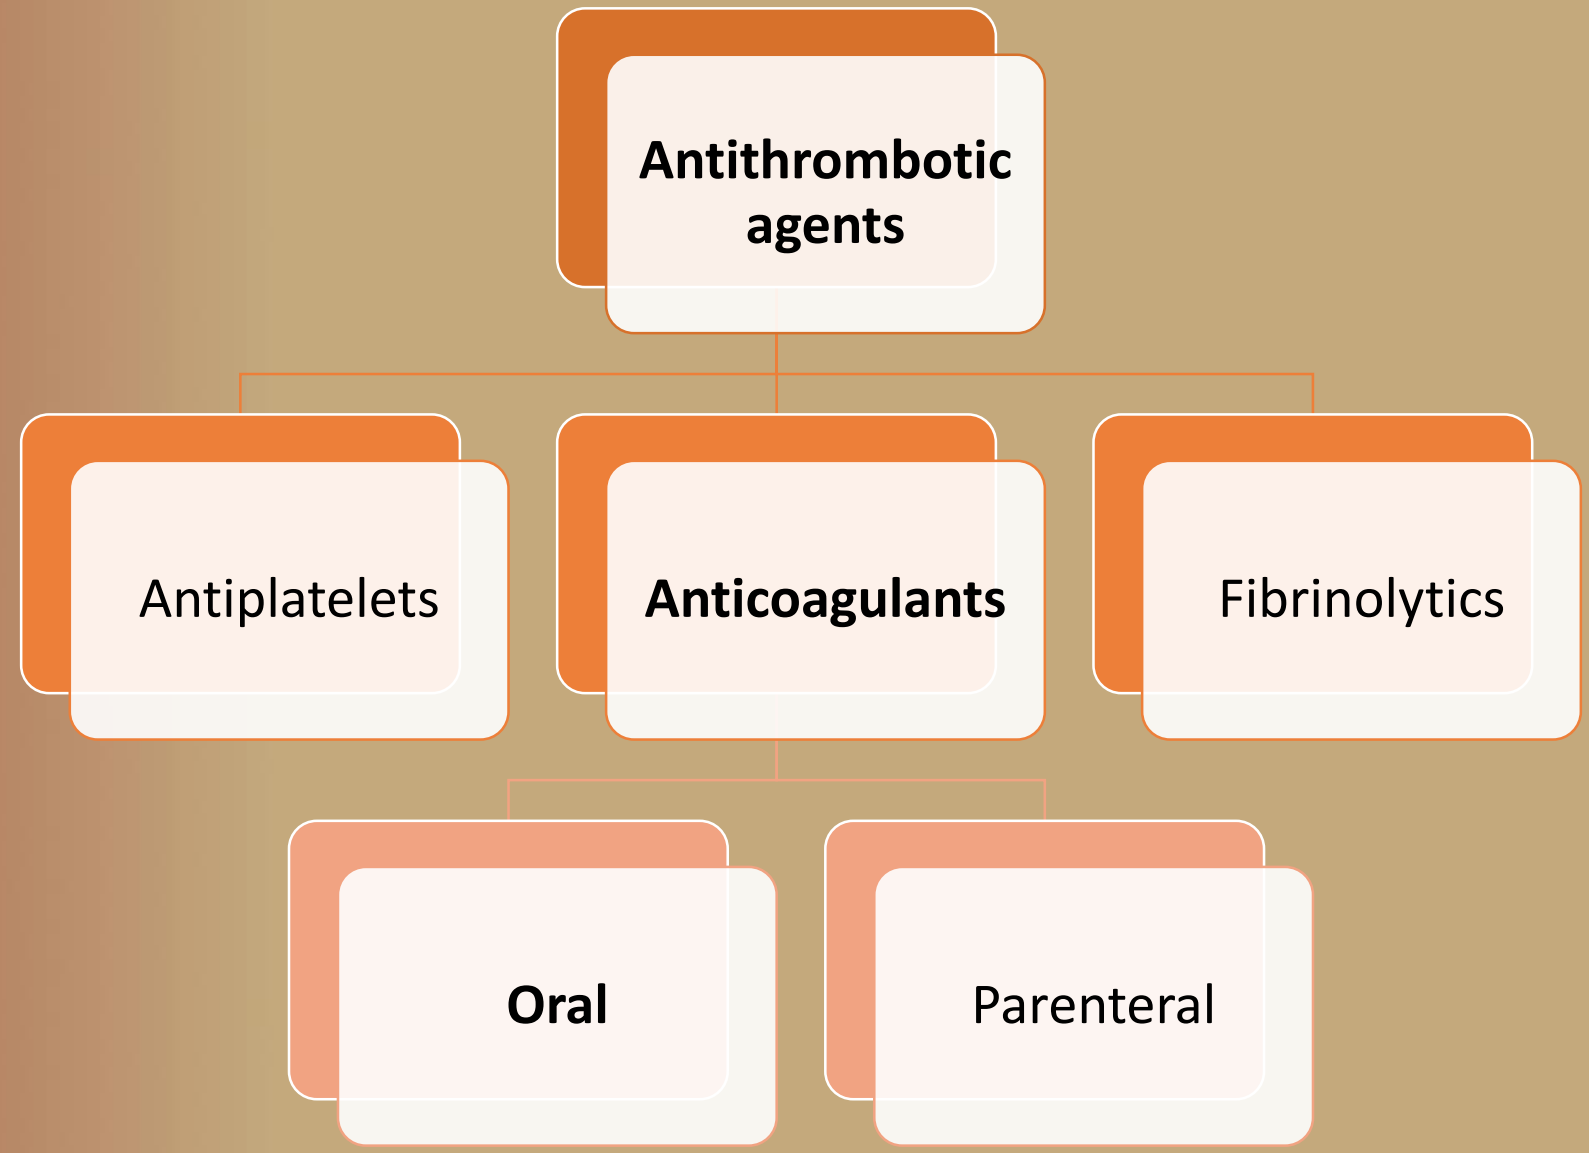 Antithrombotic
agents
Antiplatelets
Anticoagulants
Fibrinolytics
Oral
Parenteral